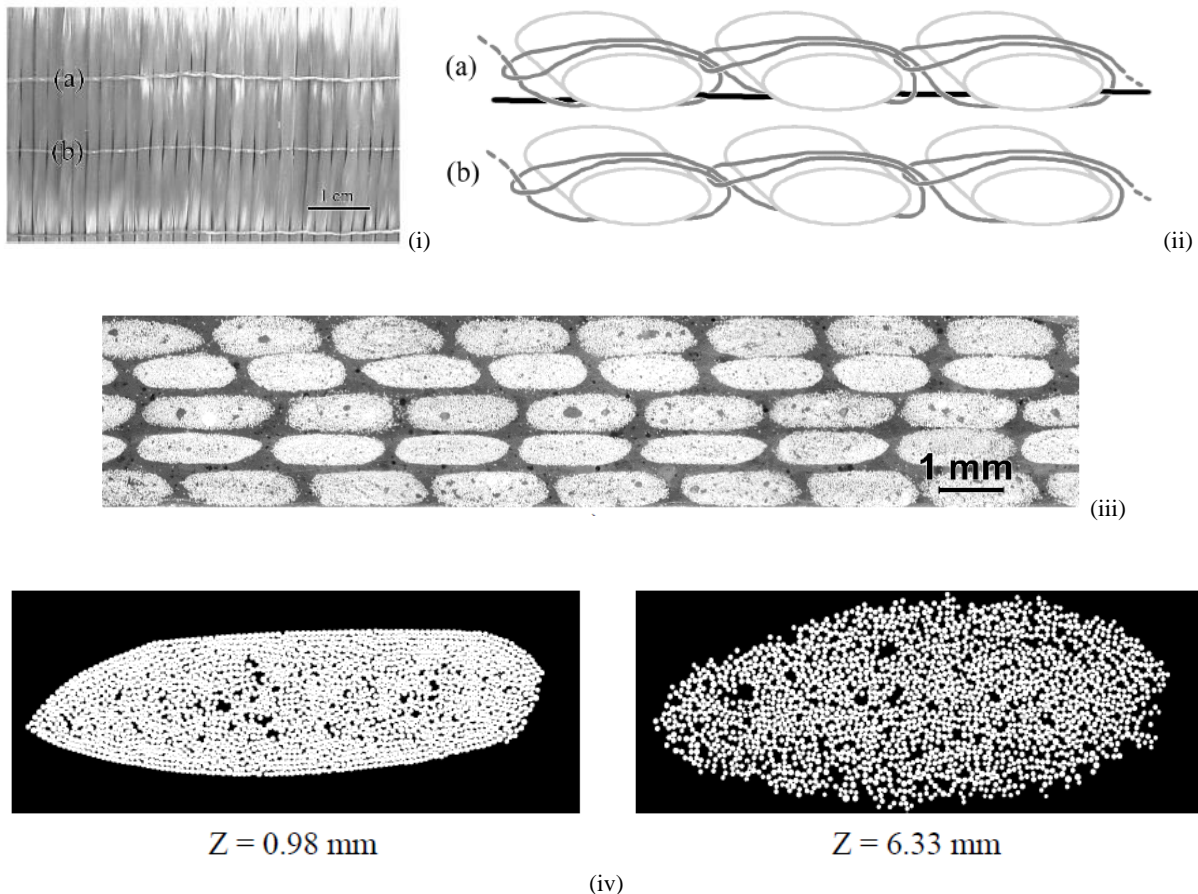 (a)
(b)
1 cm
(i)
(a)
(b)
(ii)
1 mm
(iii)
Z = 0.98 mm
Z = 6.33 mm
(iv)